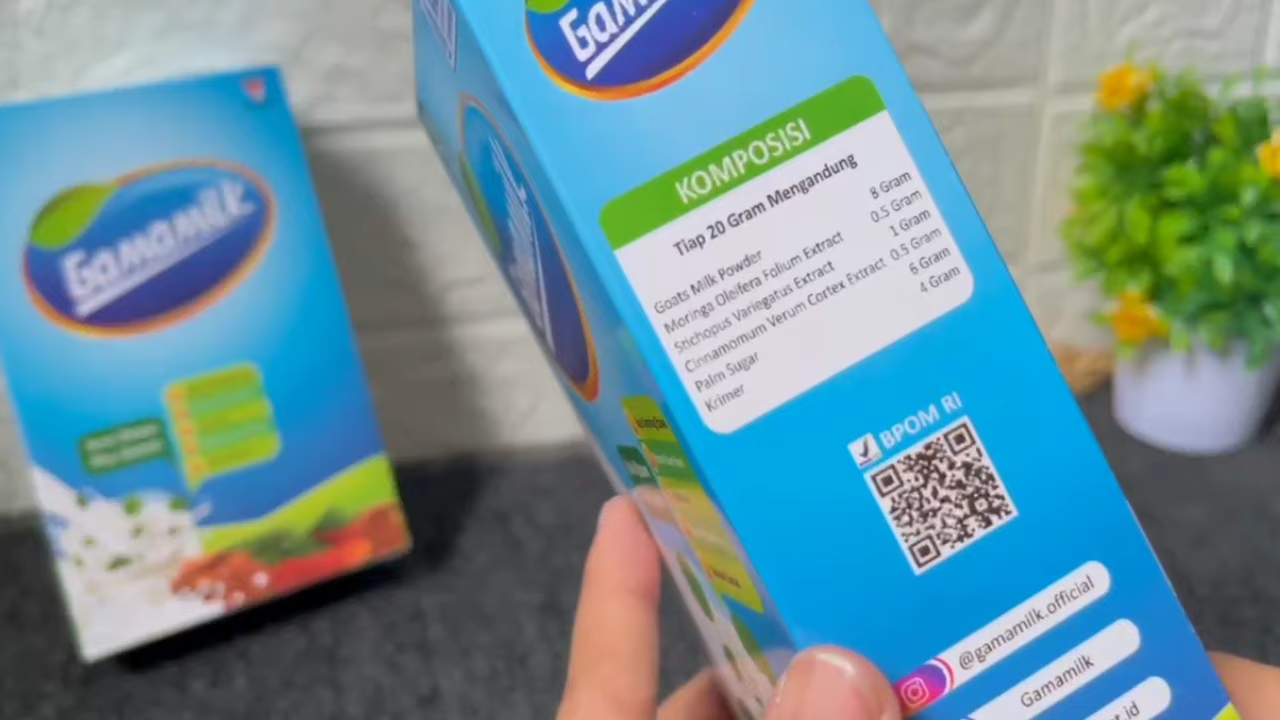 Gamamilk
KOMPOSISI
Tiap 20 Gram Mengandung
Goats Milk Powder 8 Gram
Moringa Oleifera Folium Extract 0.5 Gram
Stichopus Variegatus Extract 1 Gram
Cinnamomum Verum Cortex Extract 0.5 Gram
Palm Sugar 6 Gram
Krimer 4 Gram
BPOM RI
@gamamilk.official
Gamamilk